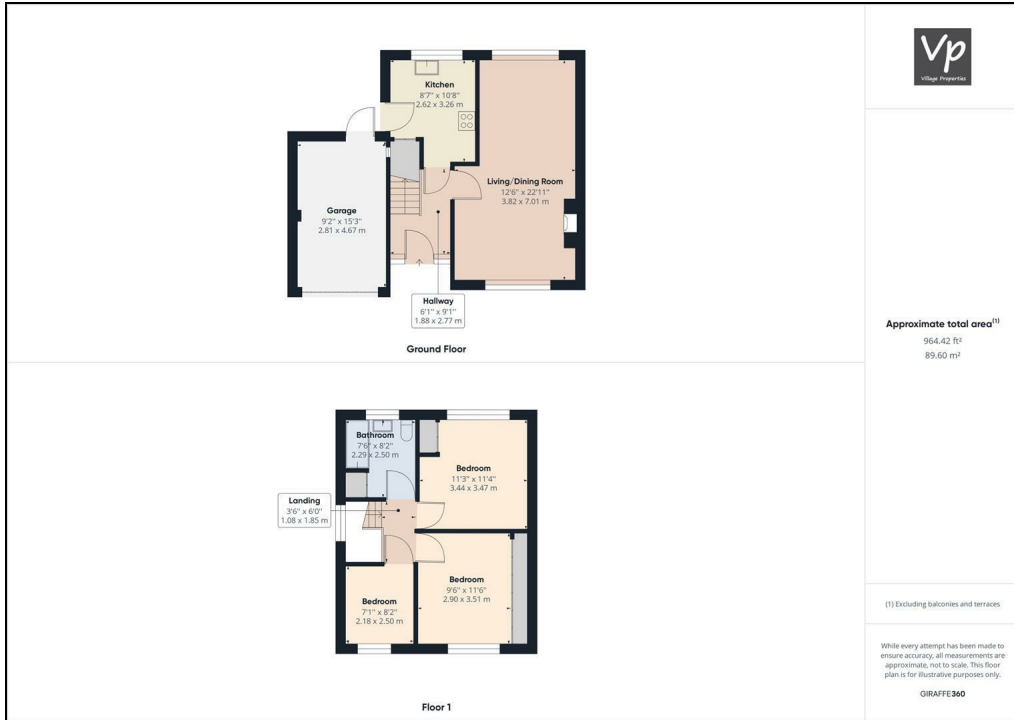 Kitchen
8'7" x 10'8"
2.62 x 3.26 m
Living/Dining Room
12'6" x 22'11"
3.82 x 7.01 m
Garage
9'2" x 15'3"
2.81 x 4.67 m
Hallway
6'1" x 9'1"
1.88 x 2.77 m
Ground Floor
Bathroom
7'6" x 8'2"
2.29 x 2.50 m
Bedroom
11'3" x 11'4"
3.44 x 3.47 m
Landing
3'6" x 6'0"
1.08 x 1.85 m
Bedroom
9'6" x 11'6"
2.90 x 3.51 m
Bedroom
7'1" x 8'2"
2.18 x 2.50 m
Floor 1
Vp
Village Properties
Approximate total area(1)
964.42 ft²
89.60 m²
(1) Excluding balconies and terraces
While every attempt has been made to
ensure accuracy, all measurements are
approximate, not to scale. This floor
plan is for illustrative purposes only.
GIRAFFE360